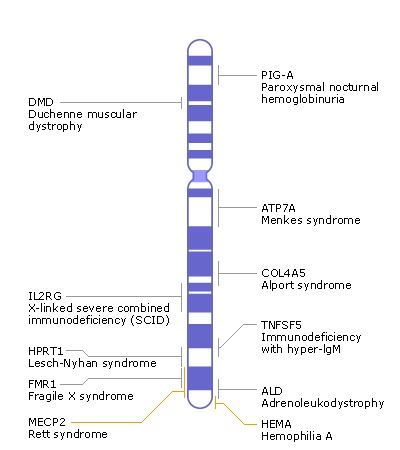 PIG-A
Paroxysmal nocturnal
hemoglobinuria
DMD
Duchenne muscular
dystrophy
ATP7A
Menkes syndrome
COL4A5
Alport syndrome
IL2RG
X-linked severe combined
immunodeficiency (SCID)
TNFSF5
Immunodeficiency
with hyper-IgM
HPRT1
Lesch-Nyhan syndrome
FMR1
Fragile X syndrome
ALD
Adrenoleukodystrophy
MECP2
Rett syndrome
HEMA
Hemophilia A